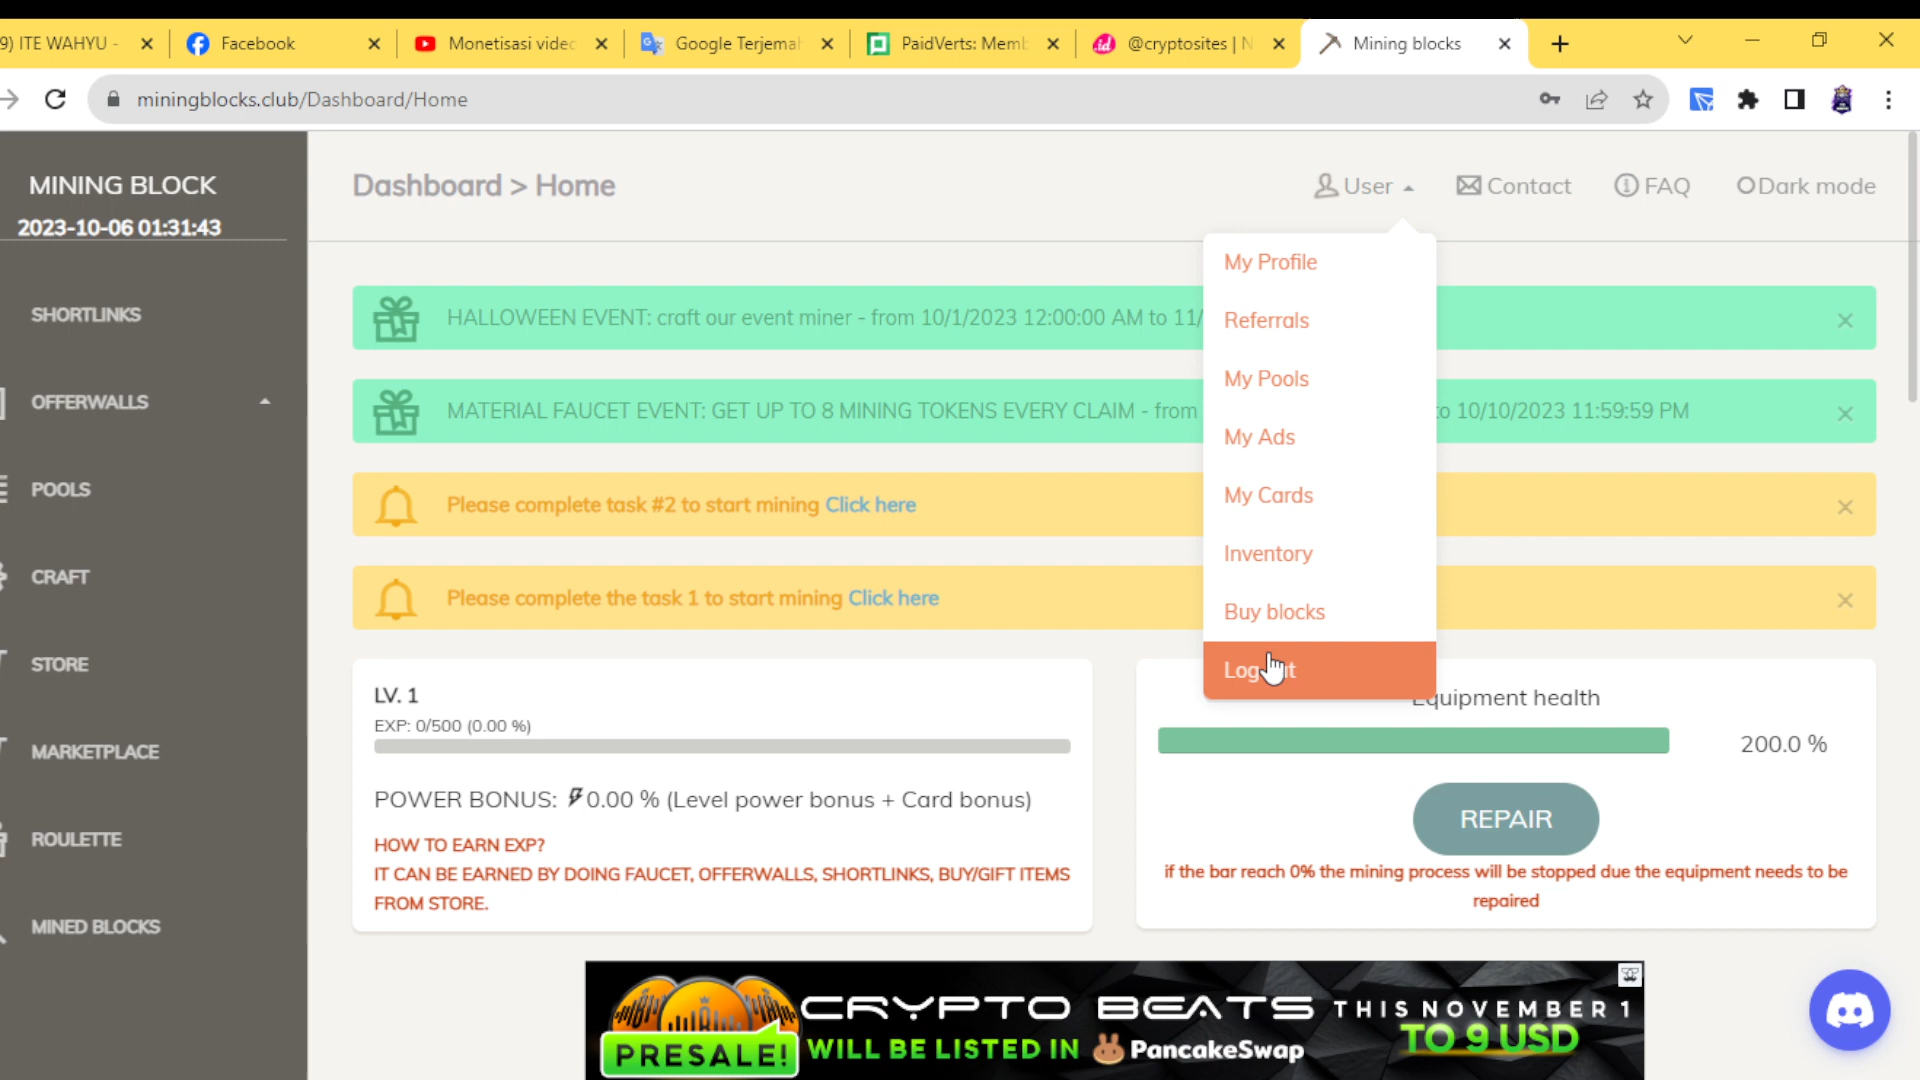 9) ITE WAHYU -
Facebook
Monetisasi videc
Google Terjemah
PaidVerts: Memb
@cryptosites | N
Mining blocks
miningblocks.club/Dashboard/Home
MINING BLOCK
2023-10-06 01:31:43
SHORTLINKS
OFFERWALLS
POOLS
CRAFT
STORE
MARKETPLACE
ROULETTE
MINED BLOCKS
Dashboard > Home
User
Contact
FAQ
Dark mode
My Profile
Referrals
My Pools
My Ads
My Cards
Inventory
Buy blocks
HALLOWEEN EVENT: craft our event miner - from 10/1/2023 12:00:00 AM to 11/
MATERIAL FAUCET EVENT: GET UP TO 8 MINING TOKENS EVERY CLAIM - from to 10/10/2023 11:59:59 PM
Please complete task #2 to start mining Click here
Please complete the task 1 to start mining Click here
LV. 1
EXP: 0/500 (0.00 %)
POWER BONUS: 0.00 % (Level power bonus + Card bonus)
HOW TO EARN EXP?
IT CAN BE EARNED BY DOING FAUCET, OFFERWALLS, SHORTLINKS, BUY/GIFT ITEMS
FROM STORE.
Equipment health
200.0 %
REPAIR
if the bar reach 0% the mining process will be stopped due the equipment needs to be
repaired
CRYPTO BEATS THIS NOVEMBER 1
PRESALE! WILL BE LISTED IN PancakeSwap TO 9 USD